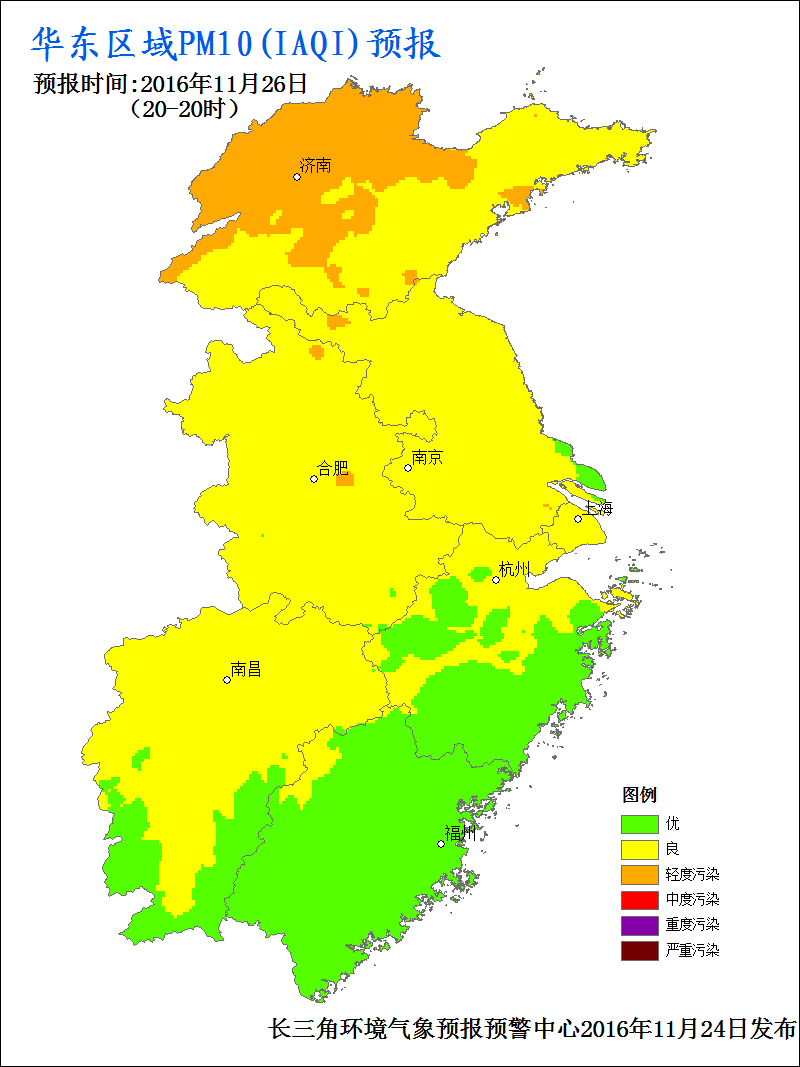 华东区域PM10(IAQI)预报
预报时间:2016年11月26日
（20-20时）
济南
南京
合肥
上海
杭州
南昌
福州
图例
优
良
轻度污染
中度污染
重度污染
严重污染
长三角环境气象预报预警中心2016年11月24日发布